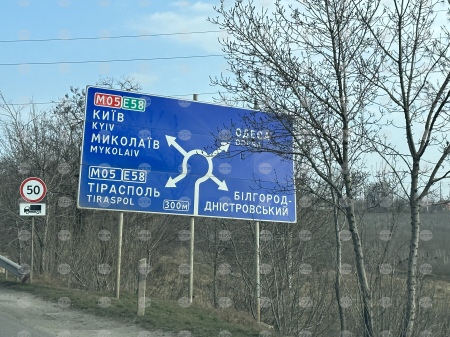 M05 E58
КИЇВ
KYIV
МИКОЛАЇВ
MYKOLAIV
ОДЕСА
M05 E58
ТІРАСПОЛЬ
TIRASPOL
300м
БІЛГОРОД-
ДНІСТРОВСЬКИЙ
50